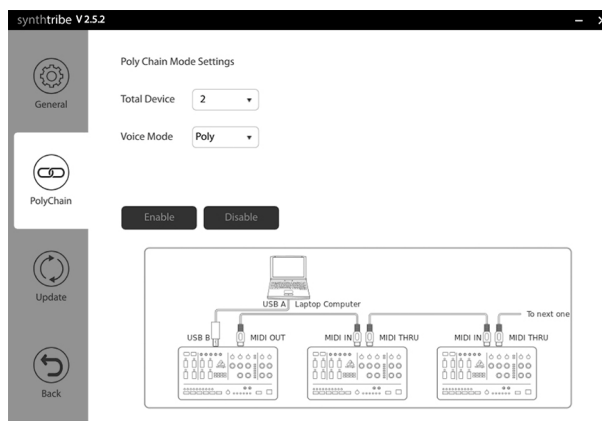 synthtribe V 2.5.2
General
PolyChain
Update
Back
Poly Chain Mode Settings
Total Device 2
Voice Mode Poly
Enable Disable
USB A Laptop Computer
To next one
USB B MIDI OUT MIDI IN MIDI THRU MIDI IN MIDI THRU